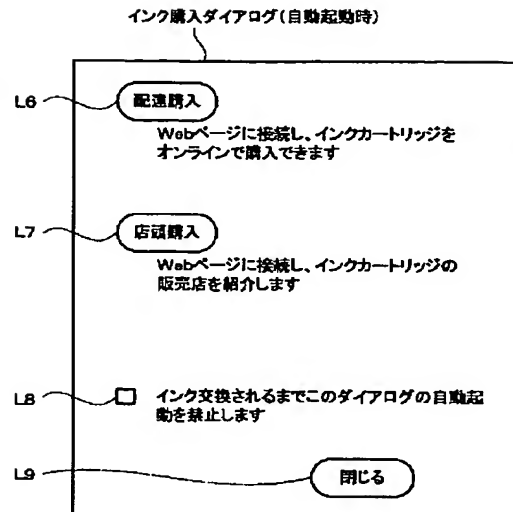 インク購入ダイアログ(自動起動時)
L6
配達購入
Webページに接続し、インクカートリッジを
オンラインで購入できます
L7
店頭購入
Webページに接続し、インクカートリッジの
販売店を紹介します
L8
インク交換されるまでこのダイアログの自動起
動を禁止します
L9
閉じる